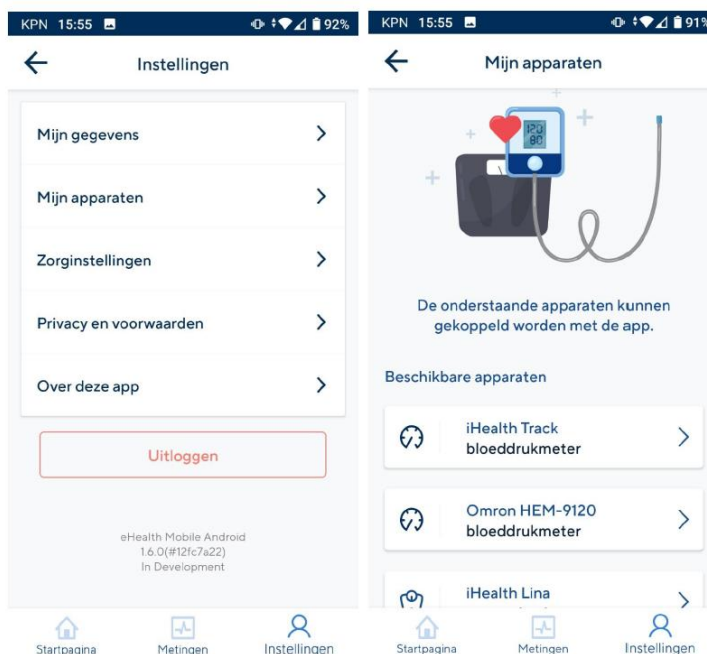 KPN 15:55 92%
Instellingen
Mijn gegevens
Mijn apparaten
Zorginstellingen
Privacy en voorwaarden
Over deze app
Uitloggen
eHealth Mobile Android
1.6.0(#12fc7a22)
In Development
Startpagina Metingen Instellingen
KPN 15:55 91%
Mijn apparaten
120
80
De onderstaande apparaten kunnen
gekoppeld worden met de app.
Beschikbare apparaten
iHealth Track
bloeddrukmeter
Omron HEM-9120
bloeddrukmeter
iHealth Lina
Startpagina Metingen Instellingen